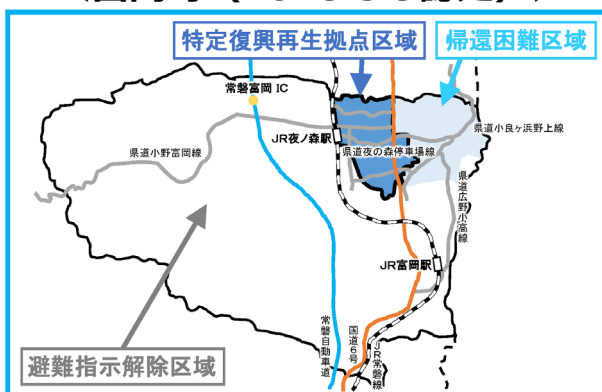 特定復興再生拠点区域
帰還困難区域
常磐富岡 IC
県道小良ヶ浜野上線
JR夜ノ森駅
県道小野富岡線
県道夜の森停車場線
県道広野小高線
JR富岡駅
常磐自動車道
国道6号
JR常磐線
避難指示解除区域